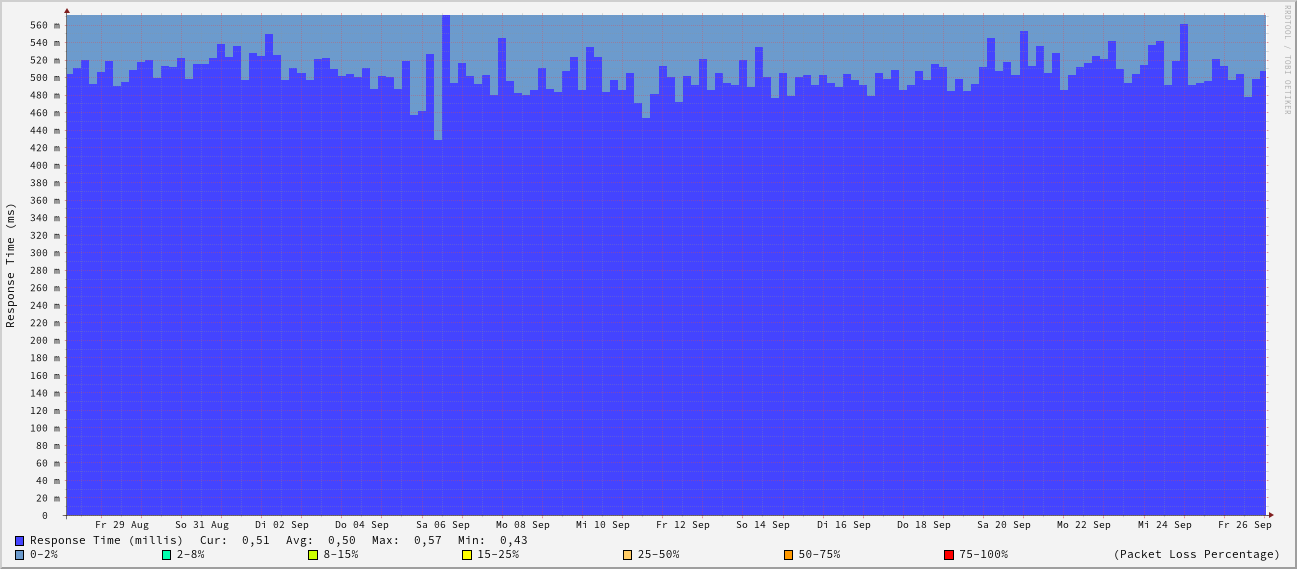 RRDTOOL / TOBI OETIKER
Response Time (ms)
560 m
540 m
520 m
500 m
480 m
460 m
440 m
420 m
400 m
380 m
360 m
340 m
320 m
300 m
280 m
260 m
240 m
220 m
200 m
180 m
160 m
140 m
120 m
100 m
80 m
60 m
40 m
20 m
0
Fr 29 Aug So 31 Aug Di 02 Sep Do 04 Sep Sa 06 Sep Mo 08 Sep Mi 10 Sep Fr 12 Sep So 14 Sep Di 16 Sep Do 18 Sep Sa 20 Sep Mo 22 Sep Mi 24 Sep Fr 26 Sep
Response Time (millis) Cur: 0,51 Avg: 0,50 Max: 0,57 Min: 0,43
0-2% 2-8% 8-15% 15-25% 25-50% 50-75% 75-100% (Packet Loss Percentage)